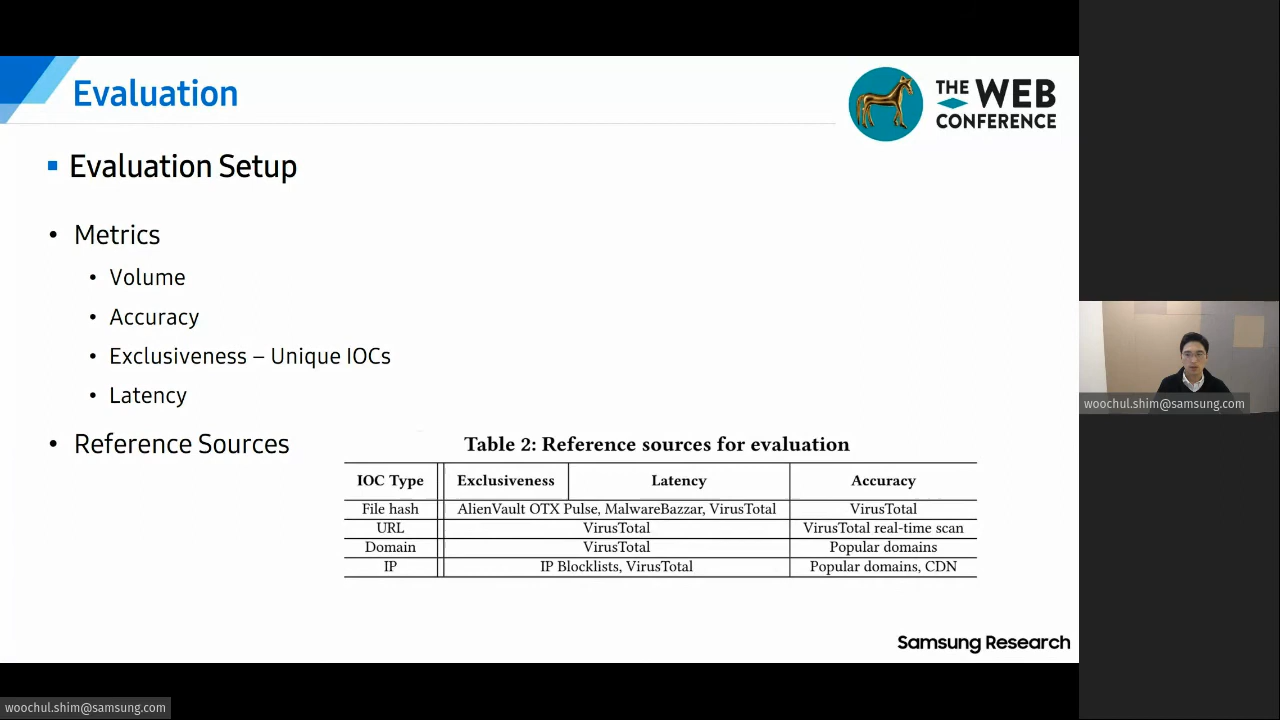 Evaluation
THE WEB
CONFERENCE
▪ Evaluation Setup
• Metrics
• Volume
• Accuracy
• Exclusiveness – Unique IOCs
• Latency
• Reference Sources
Table 2: Reference sources for evaluation
IOC Type Exclusiveness Latency Accuracy
File hash AlienVault OTX Pulse, MalwareBazzar, VirusTotal VirusTotal
URL VirusTotal VirusTotal real-time scan
Domain VirusTotal Popular domains
IP IP Blocklists, VirusTotal Popular domains, CDN
Samsung Research
woochul.shim@samsung.com
woochul.shim@samsung.com